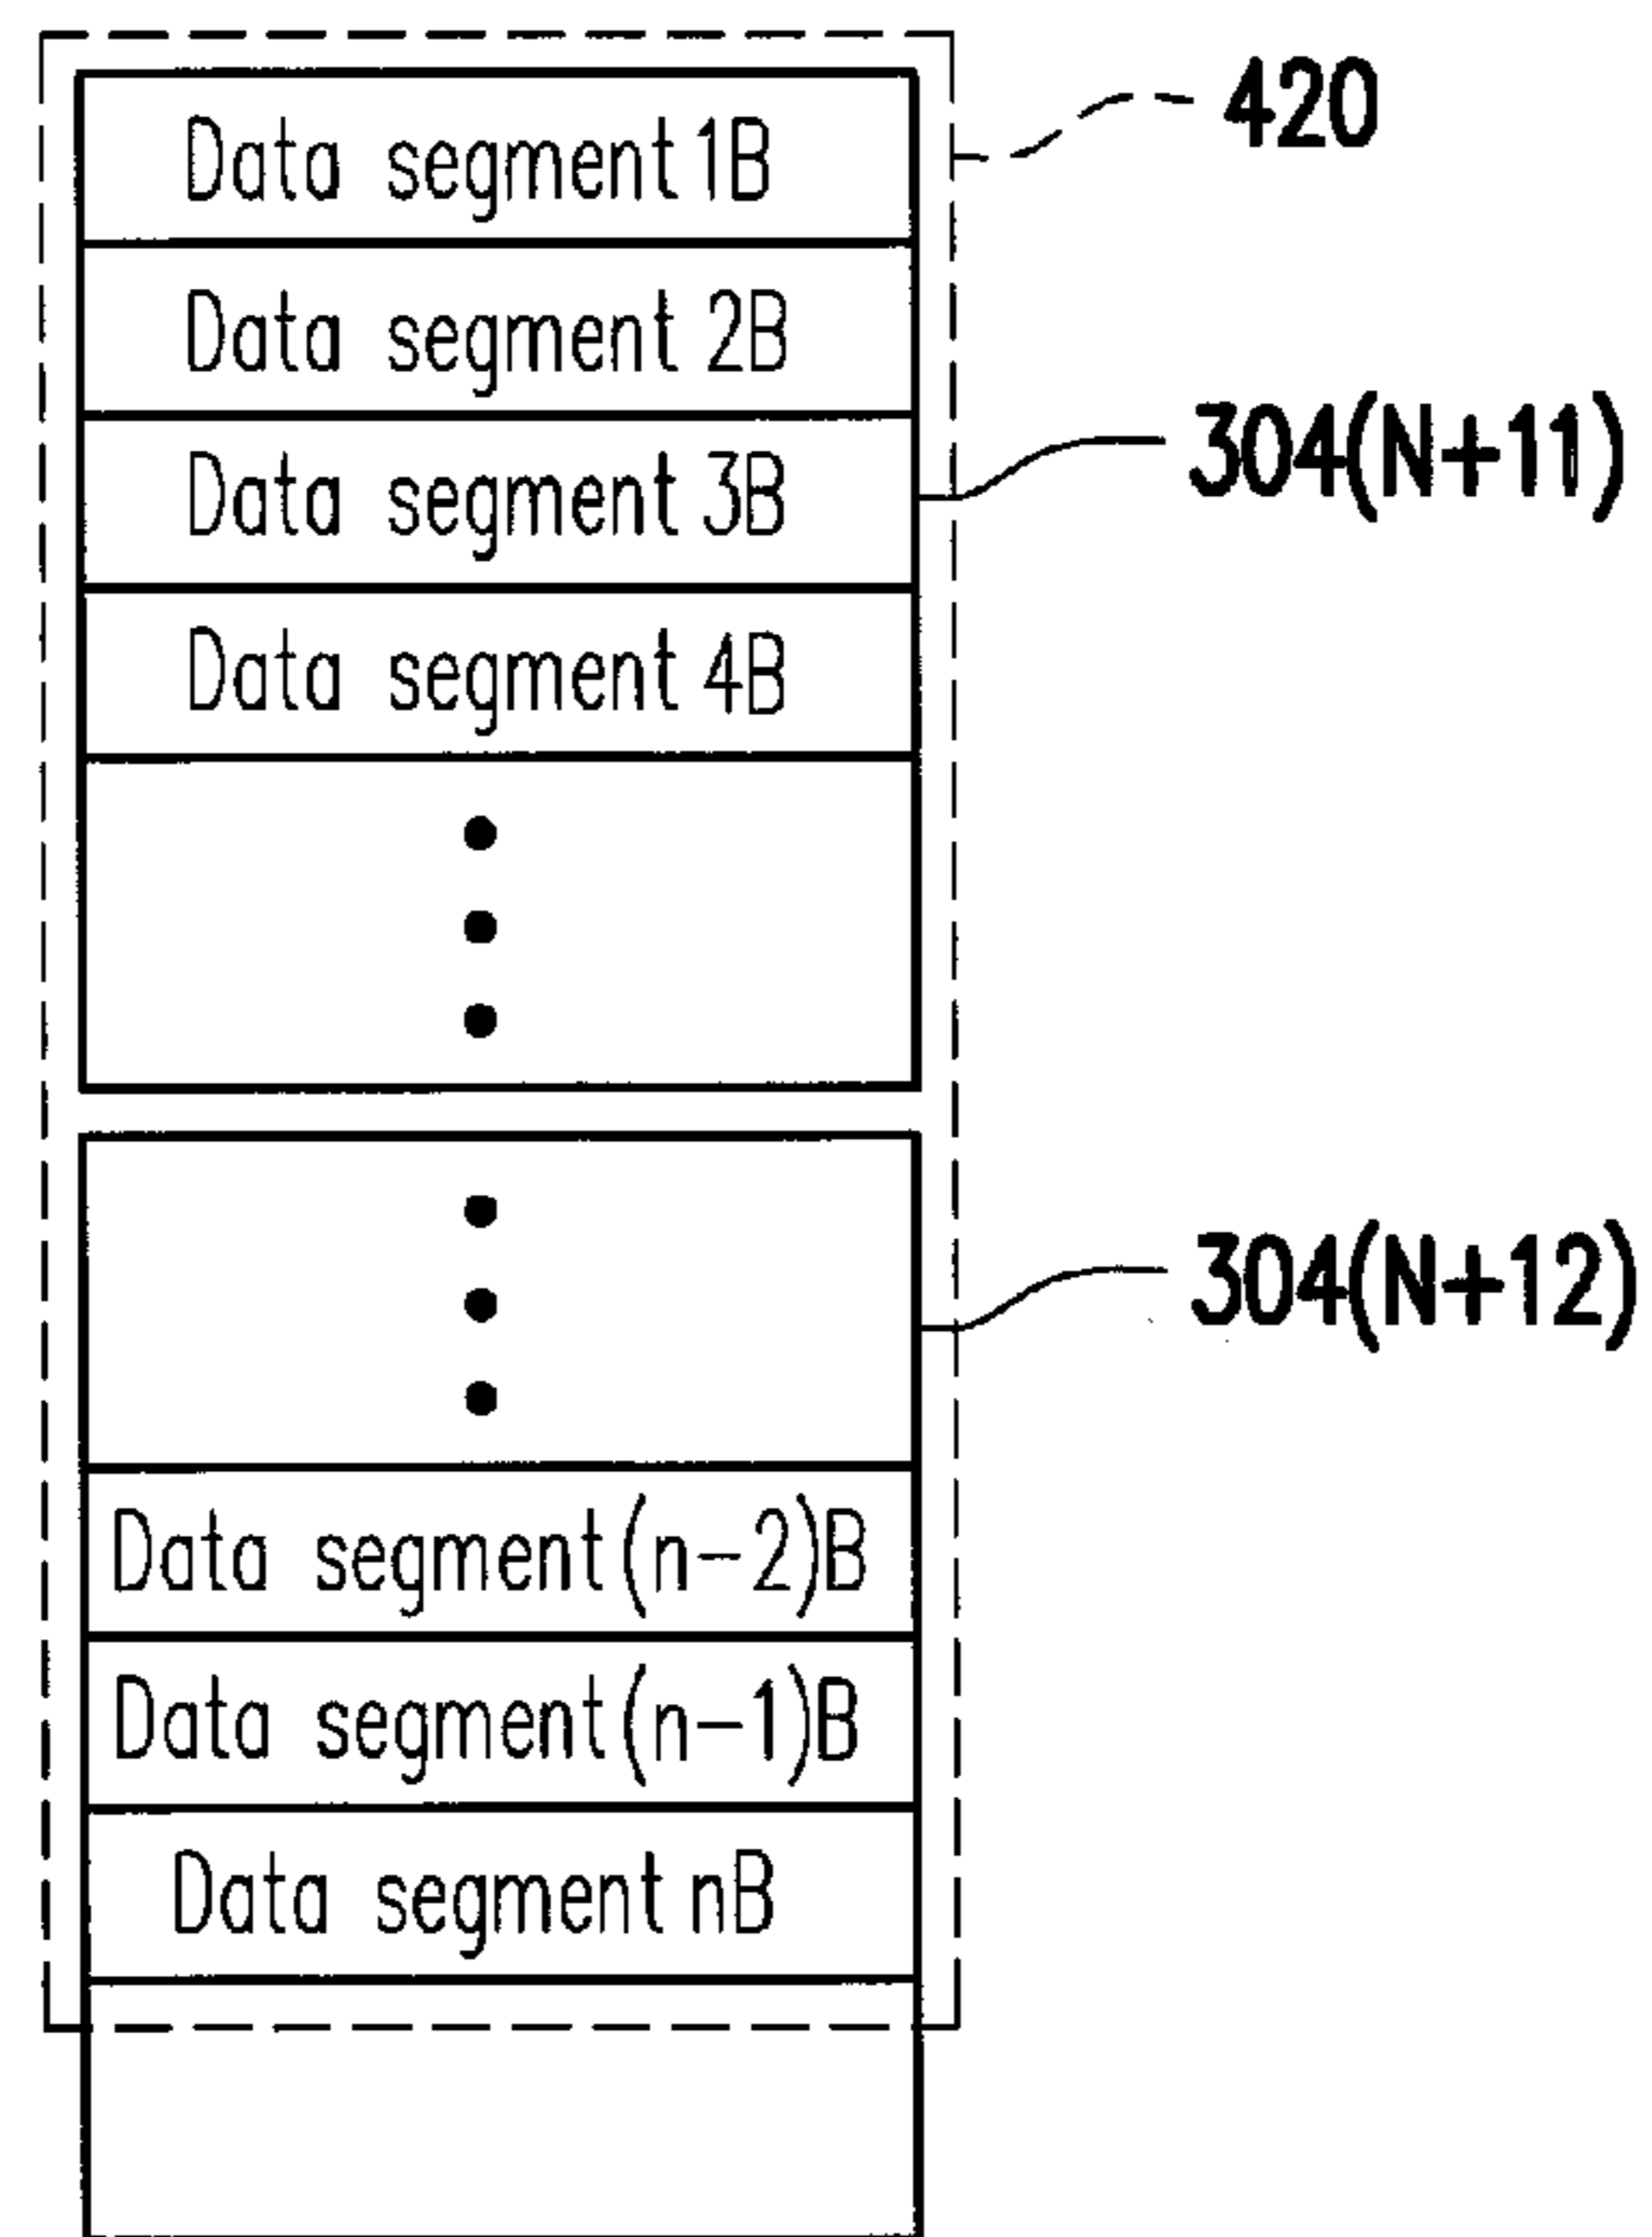 420
Data segment 1B
Data segment 2B
304(N+11)
Data segment 3B
Data segment 4B
304(N+12)
Data segment (n-2)B
Data segment (n-1)B
Data segment nB